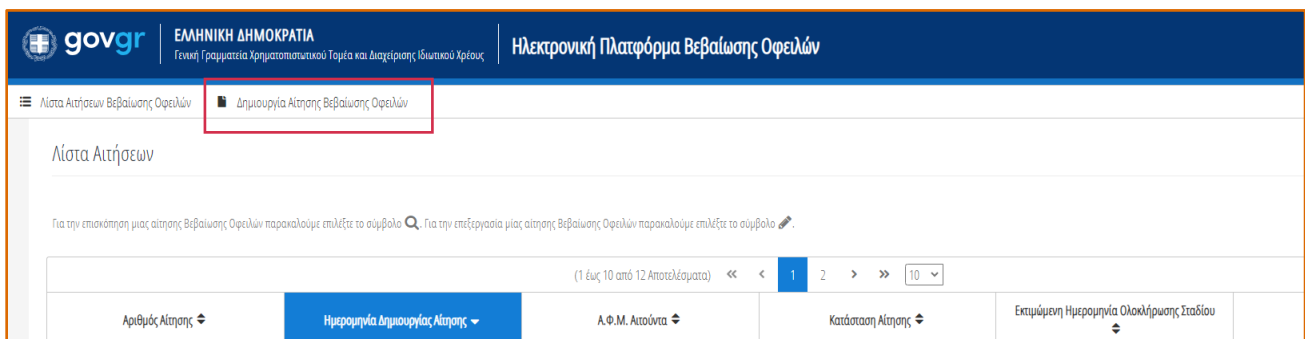 govgr
ΕΛΛΗΝΙΚΗ ΔΗΜΟΚΡΑΤΙΑ
Γενική Γραμματεία Χρηματοπιστωτικού Τομέα και Διαχείρισης Ιδιωτικού Χρέους
Ηλεκτρονική Πλατφόρμα Βεβαίωσης Οφειλών
Λίστα Αιτήσεων Βεβαίωσης Οφειλών
Δημιουργία Αίτησης Βεβαίωσης Οφειλών
Λίστα Αιτήσεων
Για την επισκόπηση μιας αίτησης Βεβαίωσης Οφειλών παρακαλούμε επιλέξτε το σύμβολο . Για την επεξεργασία μίας αίτησης Βεβαίωσης Οφειλών παρακαλούμε επιλέξτε το σύμβολο .
(1 έως 10 από 12 Αποτελέσματα) 1 2 10
Αριθμός Αίτησης Ημερομηνία Δημιουργίας Αίτησης Α.Φ.Μ. Αιτούντα Κατάσταση Αίτησης Εκτιμώμενη Ημερομηνία Ολοκλήρωσης Σταδίου